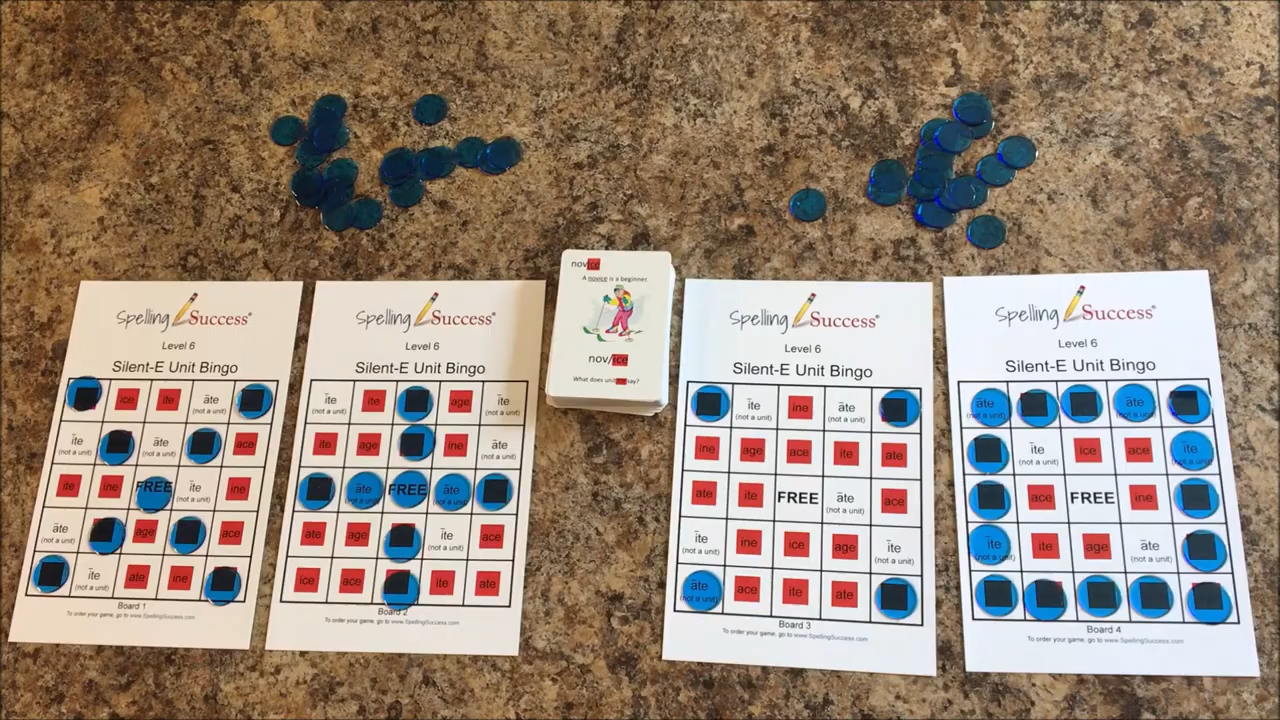 Spelling Success®
Level 6
Silent-E Unit Bingo
ice ite āte
(not a unit)
īte āte ace
(not a unit) (not a unit)
ite ine FREE īte ine
(not a unit)
āte age ace
(not a unit)
īte ate ine
(not a unit)
Board 1
To order your game, go to www.SpellingSuccess.com
Spelling Success®
Level 6
Silent-E Unit Bingo
īte ite age īte
(not a unit) (not a unit)
ite age ine āte
(not a unit)
āte FREE āte
(not a unit) (not a unit)
ate age īte ace
(not a unit)
ice ace ite ate
Board 2
To order your game, go to www.SpellingSuccess.com
novice
A novice is a beginner.
nov/ice
What does unit ice say?
Spelling Success®
Level 6
Silent-E Unit Bingo
īte ine āte
(not a unit) (not a unit)
ine age ace ite ate
ate ite FREE āte ace
(not a unit)
īte ine ice age īte
(not a unit) (not a unit)
āte ace ite ate
(not a unit)
Board 3
To order your game, go to www.SpellingSuccess.com
Spelling Success®
Level 6
Silent-E Unit Bingo
āte āte
(not a unit) (not a unit)
īte ice ace īte
(not a unit) (not a unit)
ace FREE ine
īte ite age āte
(not a unit) (not a unit)
Board 4
To order your game, go to www.SpellingSuccess.com